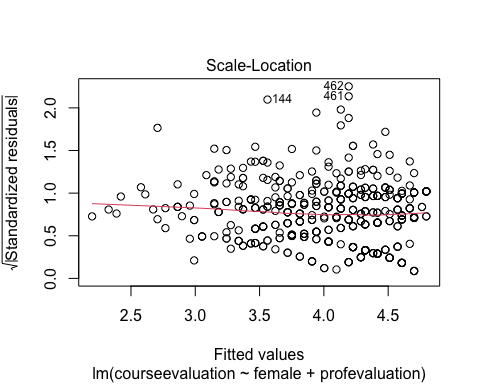 Scale-Location
√|Standardized residuals|
2.0
1.5
1.0
0.5
0.0
462
461
144
2.5 3.0 3.5 4.0 4.5
Fitted values
lm(courseevaluation ~ female + profevaluation)